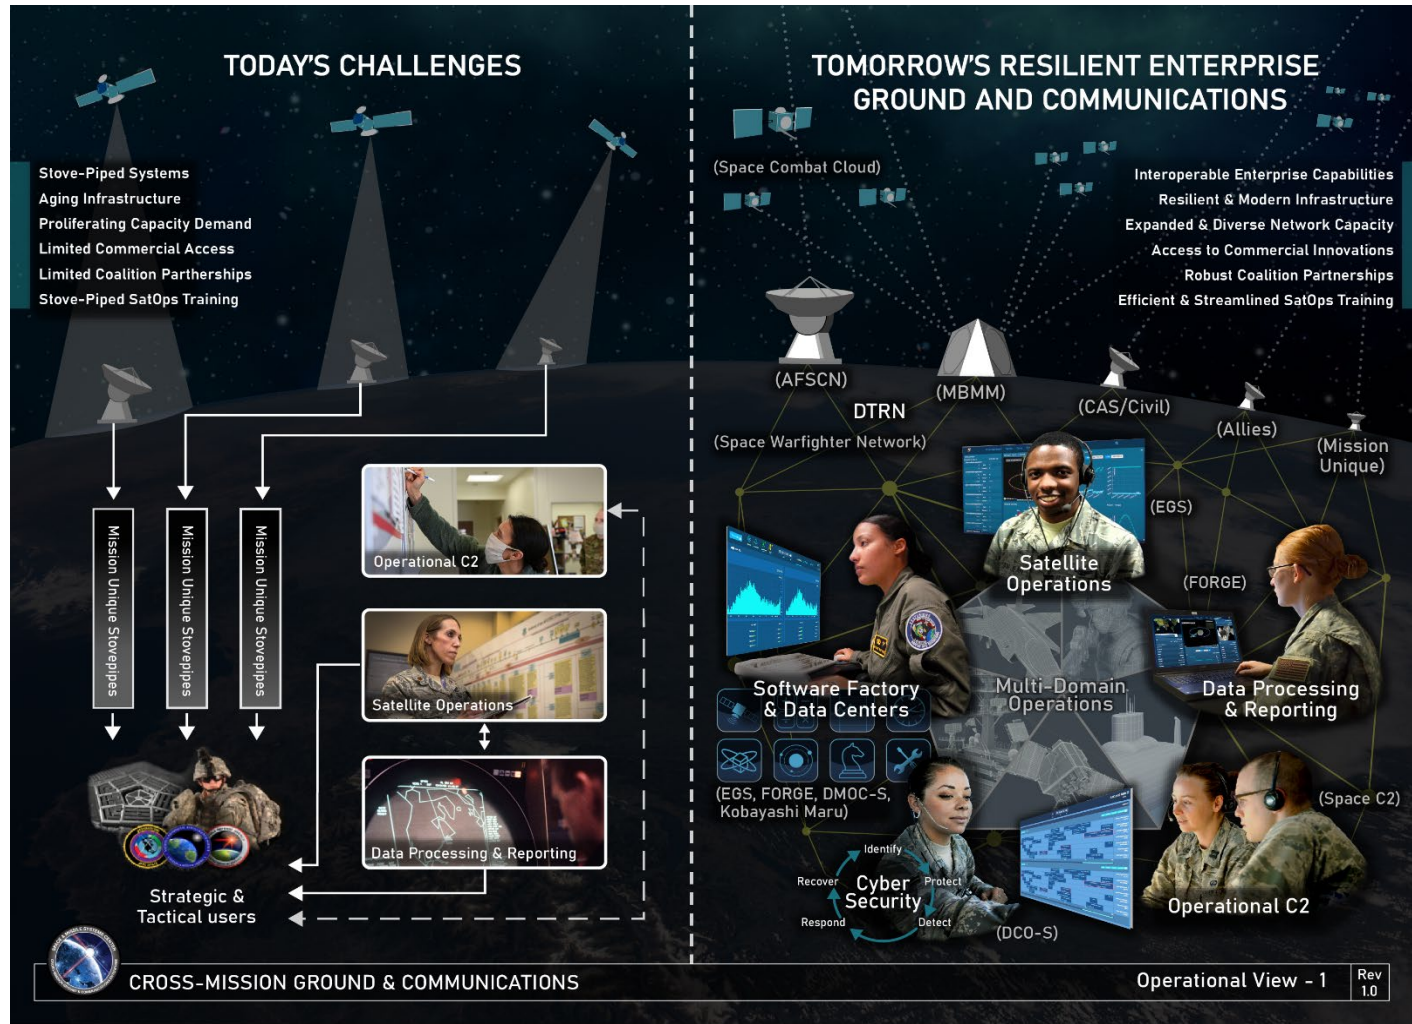 TODAY'S CHALLENGES
Stove-Piped Systems
Aging Infrastructure
Proliferating Capacity Demand
Limited Commercial Access
Limited Coalition Partherships
Stove-Piped SatOps Training
Mission Unique Stovepipes
Mission Unique Stovepipes
Mission Unique Stovepipes
Operational C2
Satellite Operations
Data Processing & Reporting
Strategic &
Tactical users
TOMORROW'S RESILIENT ENTERPRISE
GROUND AND COMMUNICATIONS
(Space Combat Cloud)
Interoperable Enterprise Capabilities
Resilient & Modern Infrastructure
Expanded & Diverse Network Capacity
Access to Commercial Innovations
Robust Coalition Partnerships
Efficient & Streamlined SatOps Training
(AFSCN)
(MBMM)
(CAS/Civil)
(Allies)
(Mission
Unique)
DTRN
(Space Warfighter Network)
(EGS)
Satellite
Operations
(FORGE)
Software Factory
& Data Centers
Multi-Domain
Operations
Data Processing
& Reporting
(EGS, FORGE, DMOC-S,
Kobayashi Maru)
(Space C2)
Identify
Protect
Detect
Respond
Recover
Cyber
Security
(DCO-S)
Operational C2
CROSS-MISSION GROUND & COMMUNICATIONS
Operational View - 1
Rev
1.0